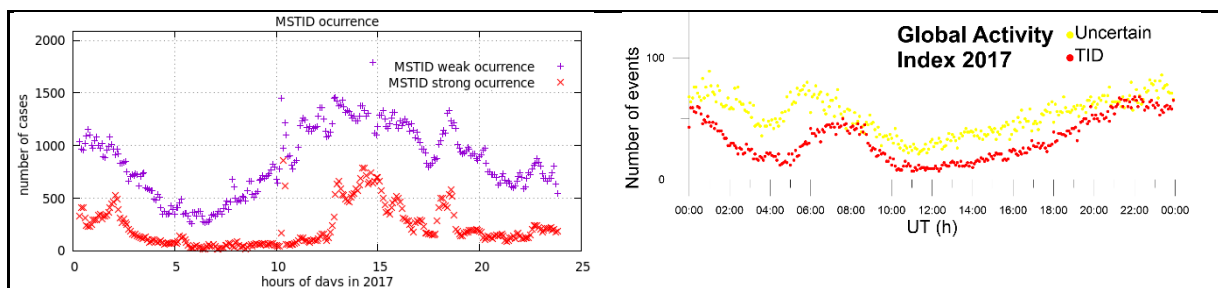 MSTID ocurrence
2000
1500
1000
500
0
number of cases
MSTID weak ocurrence
MSTID strong ocurrence
0 5 10 15 20 25
hours of days in 2017
Global Activity
Index 2017
Uncertain
TID
100
50
0
Number of events
00:00 02:00 04:00 06:00 08:00 10:00 12:00 14:00 16:00 18:00 20:00 22:00 00:00
UT (h)